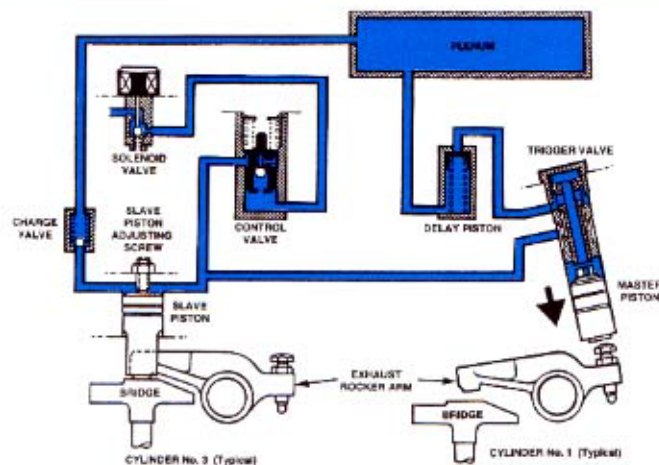 PLENUM
SOLENOID
VALVE
TRIGGER VALVE
CHARGE
VALVE
SLAVE
PISTON
ADJUSTING
SCREW
CONTROL
VALVE
DELAY PISTON
SLAVE
PISTON
MASTER
PISTON
EXHAUST
ROCKER ARM
BRIDGE
BRIDGE
CYLINDER No. 3 (Typical)
CYLINDER No. 1 (Typical)